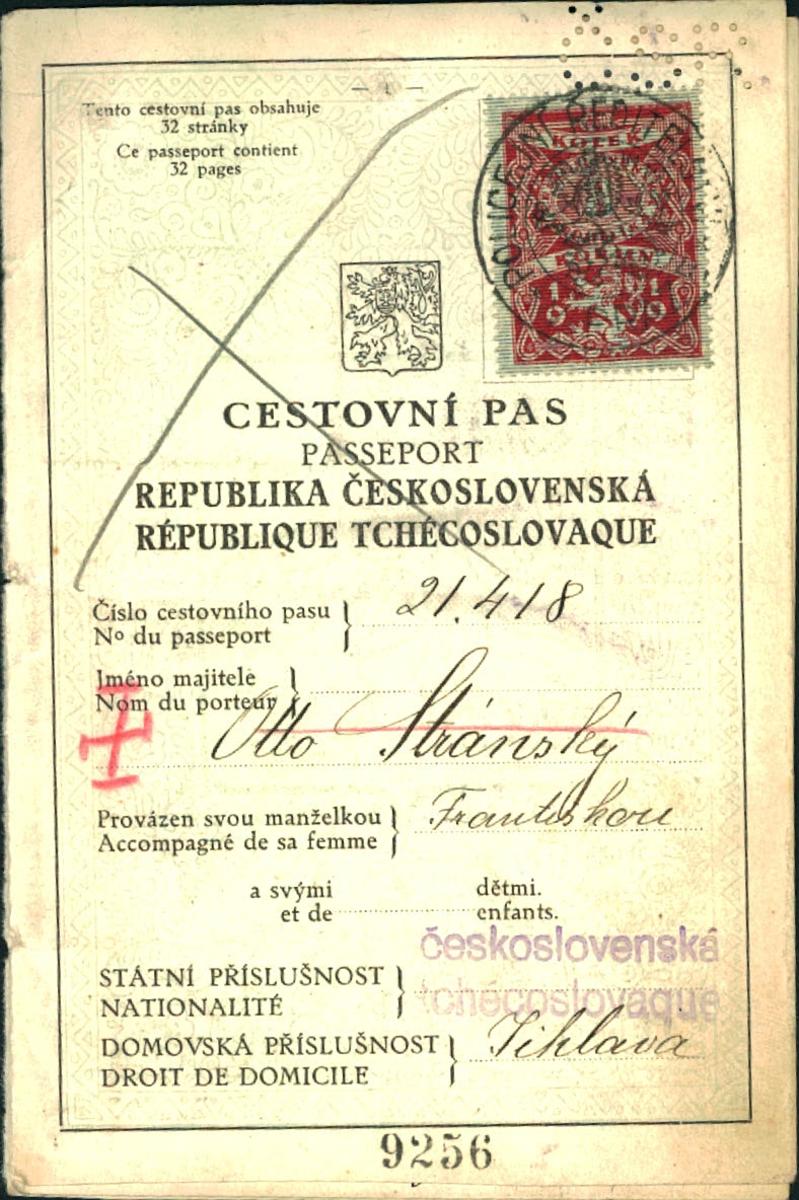 — 1 —
Tento cestovní pas obsahuje
32 stránky
Ce passeport contient
32 pages
KOLEK
1919
CESTOVNÍ PAS
PASSEPORT
REPUBLIKA ČESKOSLOVENSKÁ
RÉPUBLIQUE TCHÉCOSLOVAQUE
Číslo cestovního pasu
21.418
No du passeport
Jméno majitele
Nom du porteur
Otto Stránský
Provázen svou manželkou
Františkou
Accompagné de sa femme
a svými dětmi.
et de enfants.
československá
STÁTNÍ PŘÍSLUŠNOST
NATIONALITÉ
tchécoslovaque
DOMOVSKÁ PŘÍSLUŠNOST
Jihlava
DROIT DE DOMICILE
9256